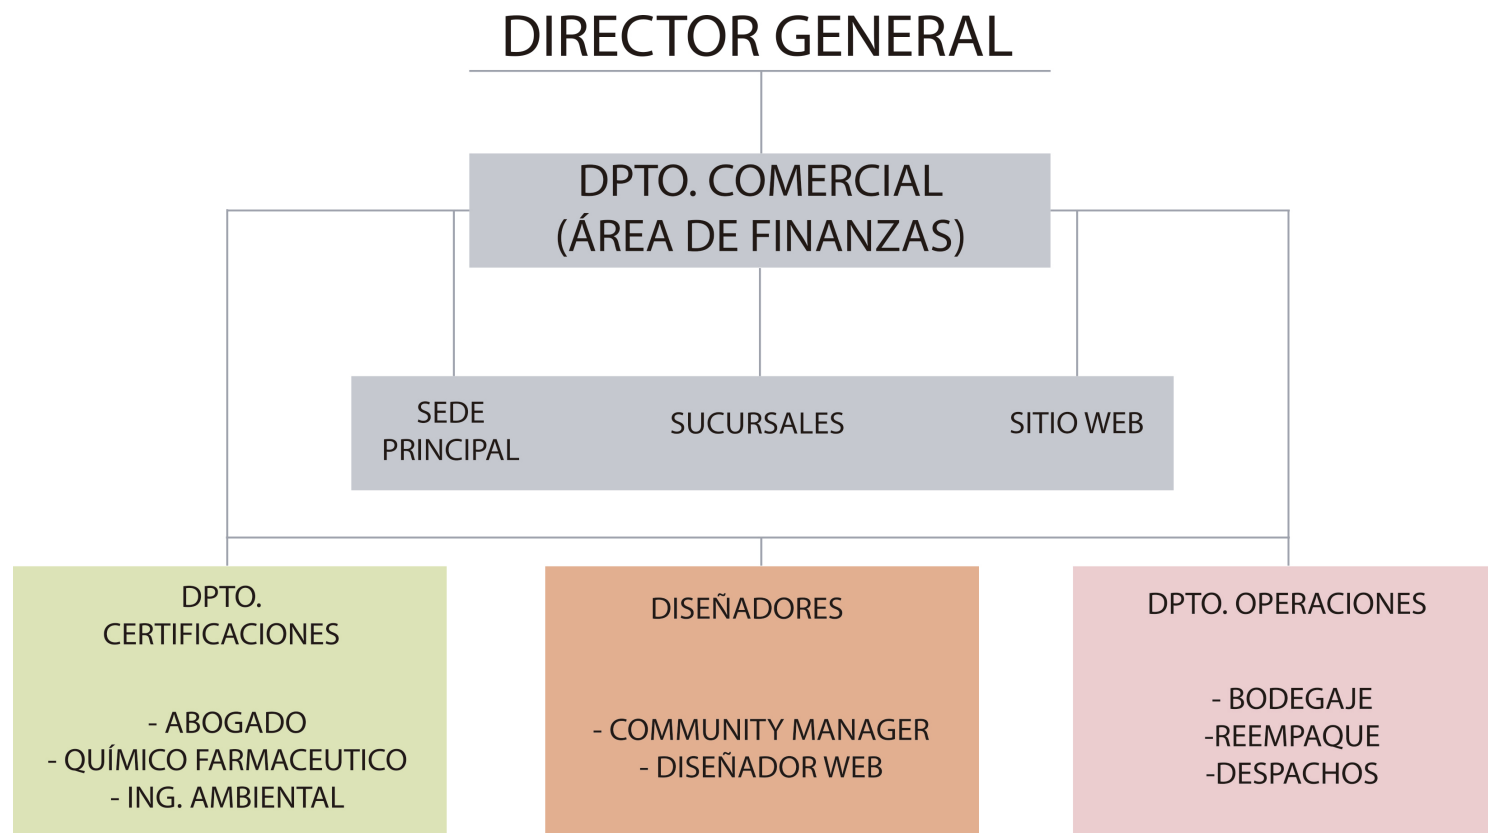 DIRECTOR GENERAL
DPTO. COMERCIAL
(ÁREA DE FINANZAS)
SEDE
PRINCIPAL
SUCURSALES
SITIO WEB
DPTO.
CERTIFICACIONES
- ABOGADO
- QUÍMICO FARMACEUTICO
- ING. AMBIENTAL
DISEÑADORES
- COMMUNITY MANAGER
- DISEÑADOR WEB
DPTO. OPERACIONES
- BODEGAJE
-REEMPAQUE
-DESPACHOS